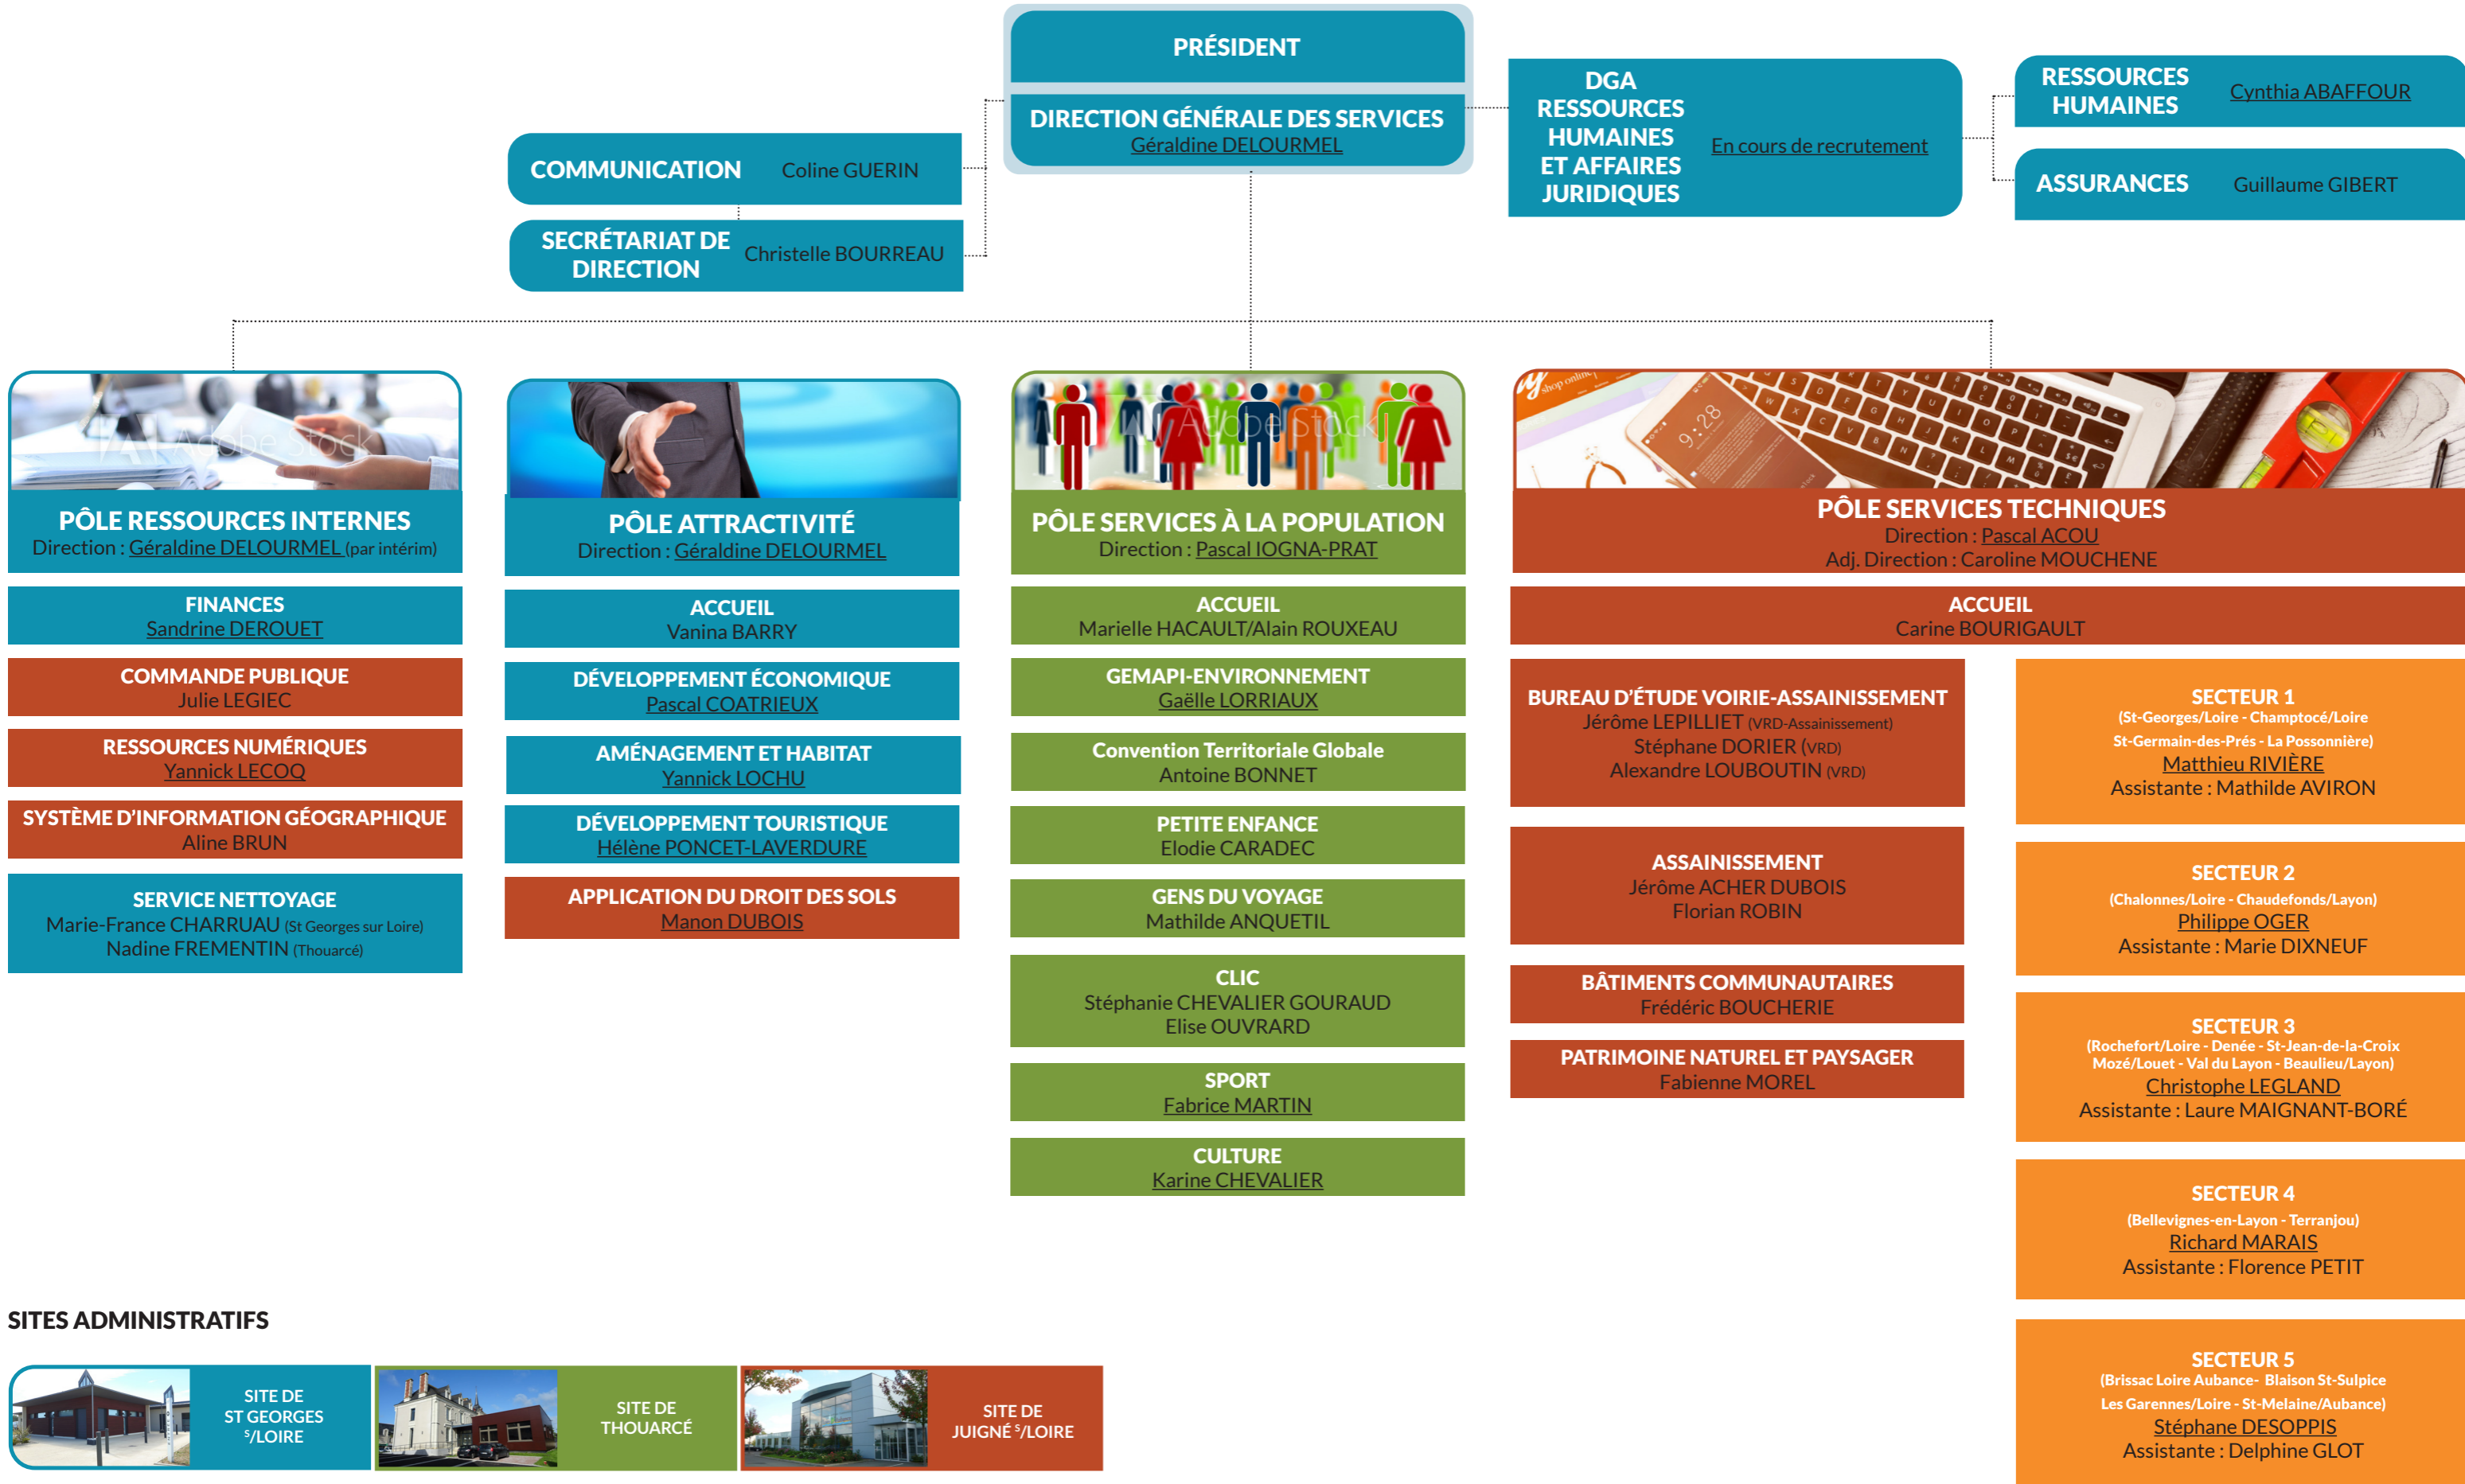 PRÉSIDENT
DIRECTION GÉNÉRALE DES SERVICES
Géraldine DELOURMEL
COMMUNICATION Coline GUERIN
SECRÉTARIAT DE
DIRECTION
Christelle BOURREAU
DGA
RESSOURCES
HUMAINES
ET AFFAIRES
JURIDIQUES
En cours de recrutement
RESSOURCES
HUMAINES
Cynthia ABAFFOUR
ASSURANCES Guillaume GIBERT
Adobe Stock
PÔLE RESSOURCES INTERNES
Direction : Géraldine DELOURMEL (par intérim)
FINANCES
Sandrine DEROUET
COMMANDE PUBLIQUE
Julie LEGIEC
RESSOURCES NUMÉRIQUES
Yannick LECOQ
SYSTÈME D'INFORMATION GÉOGRAPHIQUE
Aline BRUN
SERVICE NETTOYAGE
Marie-France CHARRUAU (St Georges sur Loire)
Nadine FREMENTIN (Thouarcé)
PÔLE ATTRACTIVITÉ
Direction : Géraldine DELOURMEL
ACCUEIL
Vanina BARRY
DÉVELOPPEMENT ÉCONOMIQUE
Pascal COATRIEUX
AMÉNAGEMENT ET HABITAT
Yannick LOCHU
DÉVELOPPEMENT TOURISTIQUE
Hélène PONCET-LAVERDURE
APPLICATION DU DROIT DES SOLS
Manon DUBOIS
Adobe Stock
PÔLE SERVICES À LA POPULATION
Direction : Pascal IOGNA-PRAT
ACCUEIL
Marielle HACAULT/Alain ROUXEAU
GEMAPI-ENVIRONNEMENT
Gaëlle LORRIAUX
Convention Territoriale Globale
Antoine BONNET
PETITE ENFANCE
Elodie CARADEC
GENS DU VOYAGE
Mathilde ANQUETIL
CLIC
Stéphanie CHEVALIER GOURAUD
Elise OUVRARD
SPORT
Fabrice MARTIN
CULTURE
Karine CHEVALIER
shop online
9:28
PÔLE SERVICES TECHNIQUES
Direction : Pascal ACOU
Adj. Direction : Caroline MOUCHENE
ACCUEIL
Carine BOURIGAULT
BUREAU D'ÉTUDE VOIRIE-ASSAINISSEMENT
Jérôme LEPILLIET (VRD-Assainissement)
Stéphane DORIER (VRD)
Alexandre LOUBOUTIN (VRD)
ASSAINISSEMENT
Jérôme ACHER DUBOIS
Florian ROBIN
BÂTIMENTS COMMUNAUTAIRES
Frédéric BOUCHERIE
PATRIMOINE NATUREL ET PAYSAGER
Fabienne MOREL
SECTEUR 1
(St-Georges/Loire - Champtocé/Loire
St-Germain-des-Prés - La Possonnière)
Matthieu RIVIÈRE
Assistante : Mathilde AVIRON
SECTEUR 2
(Chalonnes/Loire - Chaudefonds/Layon)
Philippe OGER
Assistante : Marie DIXNEUF
SECTEUR 3
(Rochefort/Loire - Denée - St-Jean-de-la-Croix
Mozé/Louet - Val du Layon - Beaulieu/Layon)
Christophe LEGLAND
Assistante : Laure MAIGNANT-BORÉ
SECTEUR 4
(Bellevignes-en-Layon - Terranjou)
Richard MARAIS
Assistante : Florence PETIT
SECTEUR 5
(Brissac Loire Aubance- Blaison St-Sulpice
Les Garennes/Loire - St-Melaine/Aubance)
Stéphane DESOPPIS
Assistante : Delphine GLOT
SITES ADMINISTRATIFS
SITE DE
ST GEORGES
S/LOIRE
SITE DE
THOUARCÉ
SITE DE
JUIGNÉ S/LOIRE